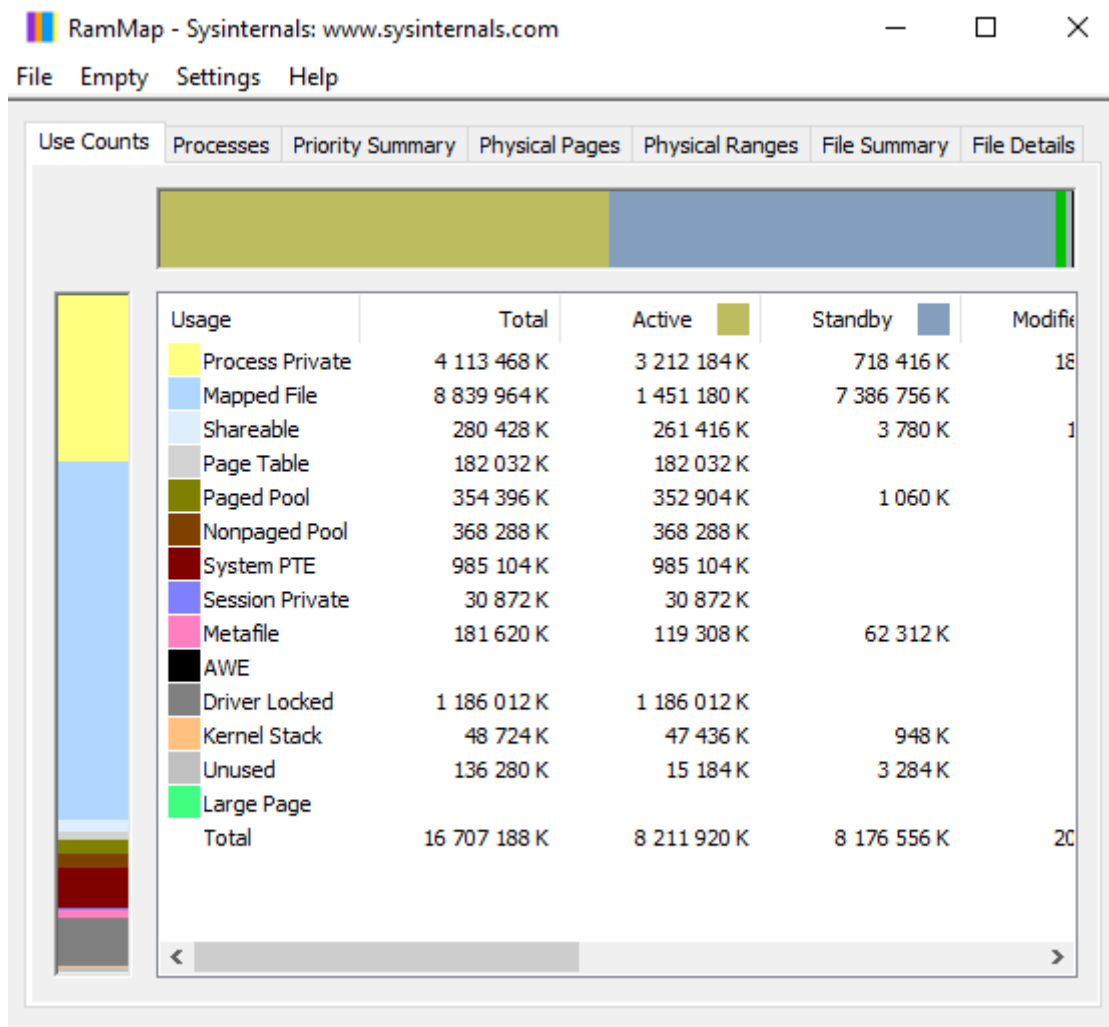 RamMap - Sysinternals: www.sysinternals.com
File Empty Settings Help
Use Counts Processes Priority Summary Physical Pages Physical Ranges File Summary File Details
Usage Total Active Standby Modifie
Process Private 4 113 468 K 3 212 184 K 718 416 K 18
Mapped File 8 839 964 K 1 451 180 K 7 386 756 K
Shareable 280 428 K 261 416 K 3 780 K 1
Page Table 182 032 K 182 032 K
Paged Pool 354 396 K 352 904 K 1 060 K
Nonpaged Pool 368 288 K 368 288 K
System PTE 985 104 K 985 104 K
Session Private 30 872 K 30 872 K
Metafile 181 620 K 119 308 K 62 312 K
AWE
Driver Locked 1 186 012 K 1 186 012 K
Kernel Stack 48 724 K 47 436 K 948 K
Unused 136 280 K 15 184 K 3 284 K
Large Page
Total 16 707 188 K 8 211 920 K 8 176 556 K 20